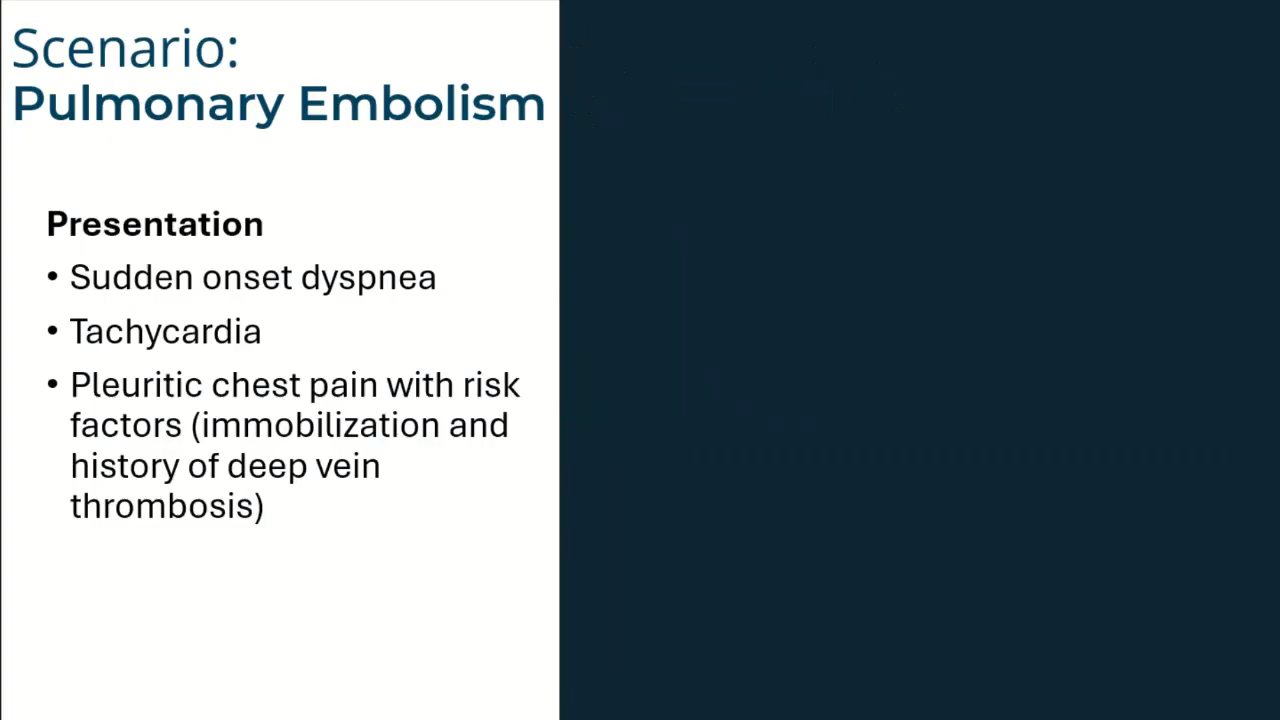 Scenario:
Pulmonary Embolism
Presentation
• Sudden onset dyspnea
• Tachycardia
• Pleuritic chest pain with risk
factors (immobilization and
history of deep vein
thrombosis)